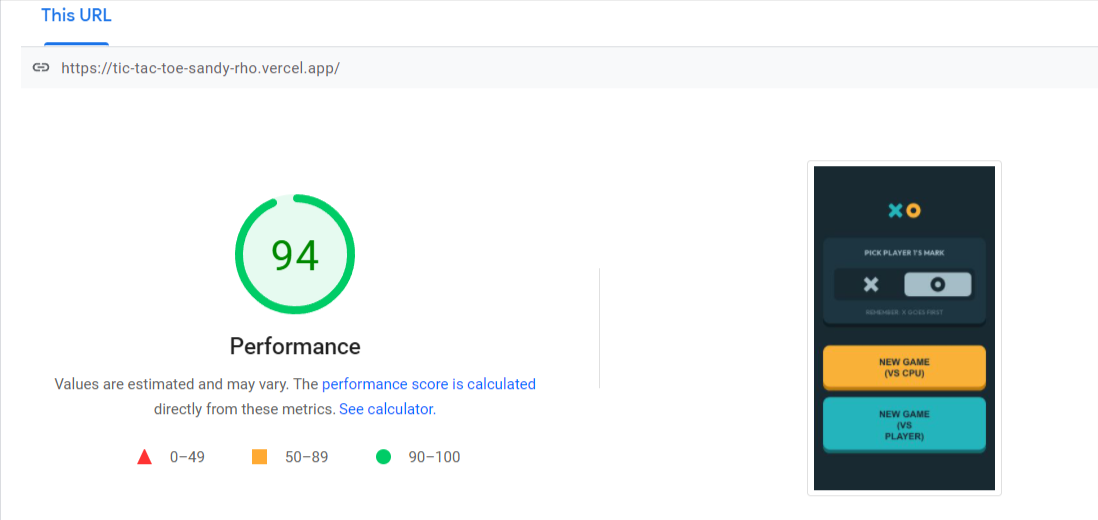 This URL
https://tic-tac-toe-sandy-rho.vercel.app/
94
Performance
Values are estimated and may vary. The performance score is calculated
directly from these metrics. See calculator.
0–49
50–89
90–100
PICK PLAYER 1'S MARK
REMEMBER: X GOES FIRST
NEW GAME
(VS CPU)
NEW GAME
(VS
PLAYER)